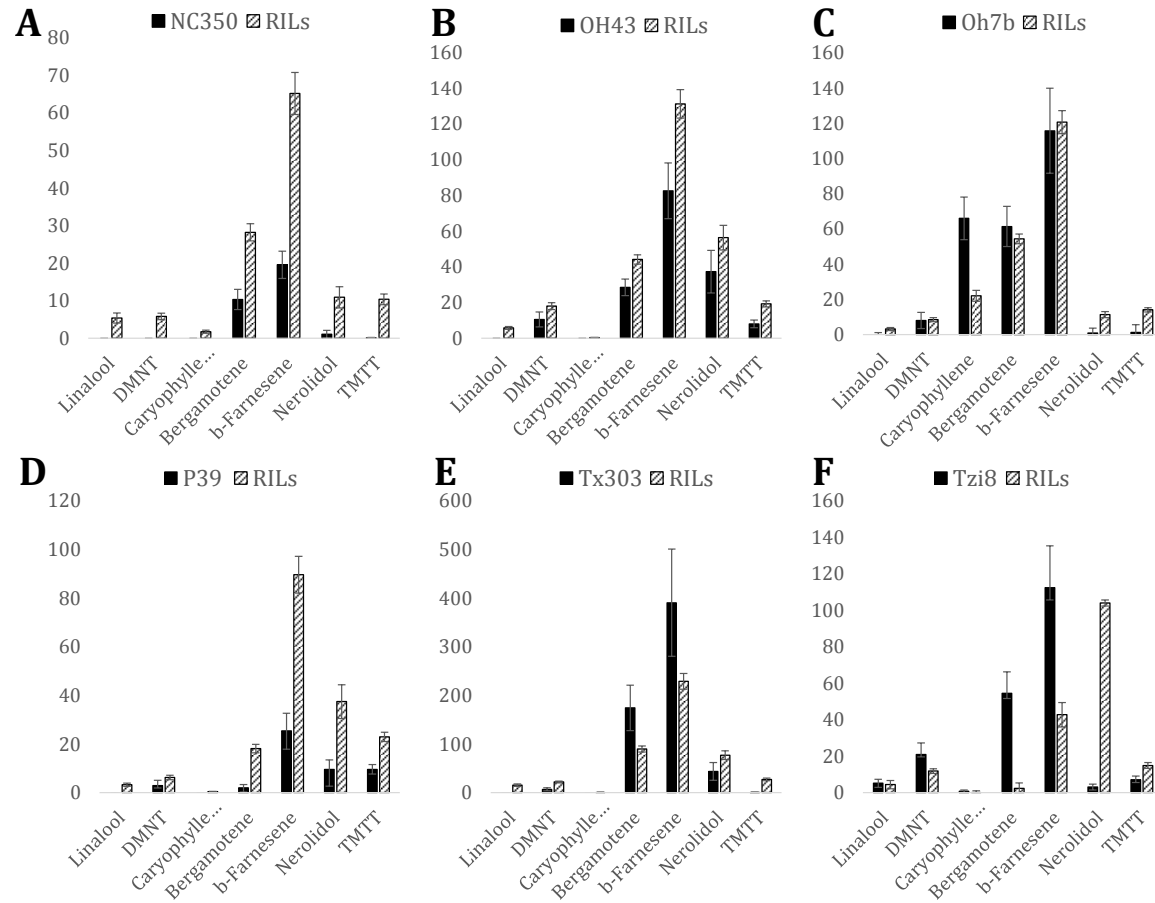 A
NC350 RILs
80
70
60
50
40
30
20
10
0
Linalool
DMNT
Caryophylle...
Bergamotene
b-Farnesene
Nerolidol
TMTT
B
OH43 RILs
160
140
120
100
80
60
40
20
0
Linalool
DMNT
Caryophylle...
Bergamotene
b-Farnesene
Nerolidol
TMTT
C
Oh7b RILs
160
140
120
100
80
60
40
20
0
Linalool
DMNT
Caryophyllene
Bergamotene
b-Farnesene
Nerolidol
TMTT
D
P39 RILs
120
100
80
60
40
20
0
Linalool
DMNT
Caryophylle...
Bergamotene
b-Farnesene
Nerolidol
TMTT
E
Tx303 RILs
600
500
400
300
200
100
0
Linalool
DMNT
Caryophylle...
Bergamotene
b-Farnesene
Nerolidol
TMTT
F
Tzi8 RILs
160
140
120
100
80
60
40
20
0
Linalool
DMNT
Caryophylle...
Bergamotene
b-Farnesene
Nerolidol
TMTT